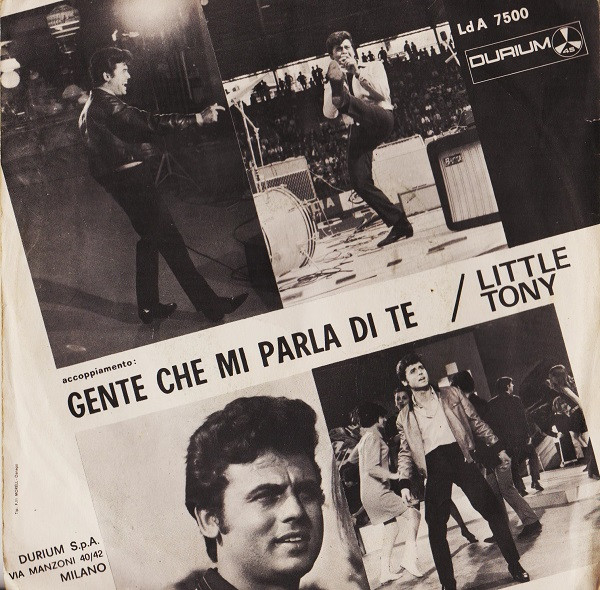 LdA 7500
DURIUM 45
LITTLE
TONY
/
accoppiamento:
GENTE CHE MI PARLA DI TE
DURIUM S.p.A.
VIA MANZONI 40/42
MILANO